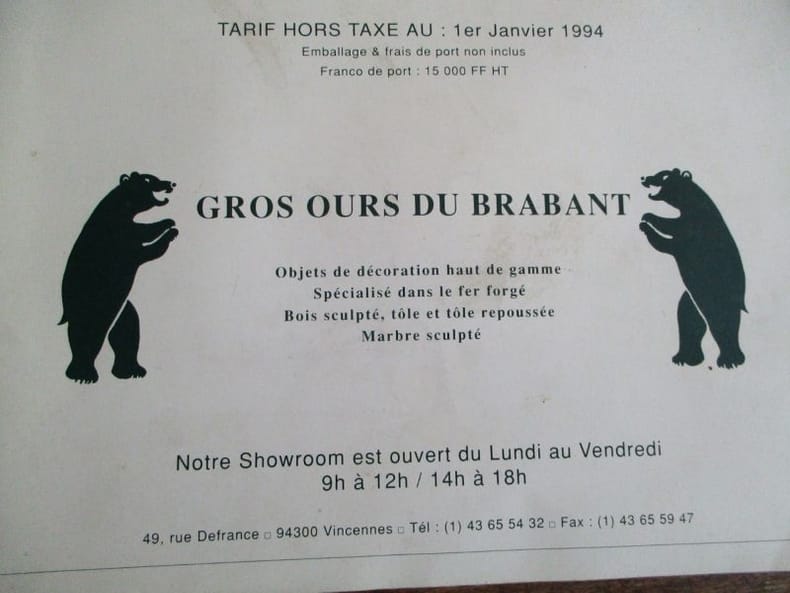 TARIF HORS TAXE AU : 1er Janvier 1994
Emballage & frais de port non inclus
Franco de port : 15 000 FF HT
GROS OURS DU BRABANT
Objets de décoration haut de gamme
Spécialisé dans le fer forgé
Bois sculpté, tôle et tôle repoussée
Marbre sculpté
Notre Showroom est ouvert du Lundi au Vendredi
9h à 12h / 14h à 18h
49, rue Defrance □ 94300 Vincennes □ Tél : (1) 43 65 54 32 □ Fax : (1) 43 65 59 47